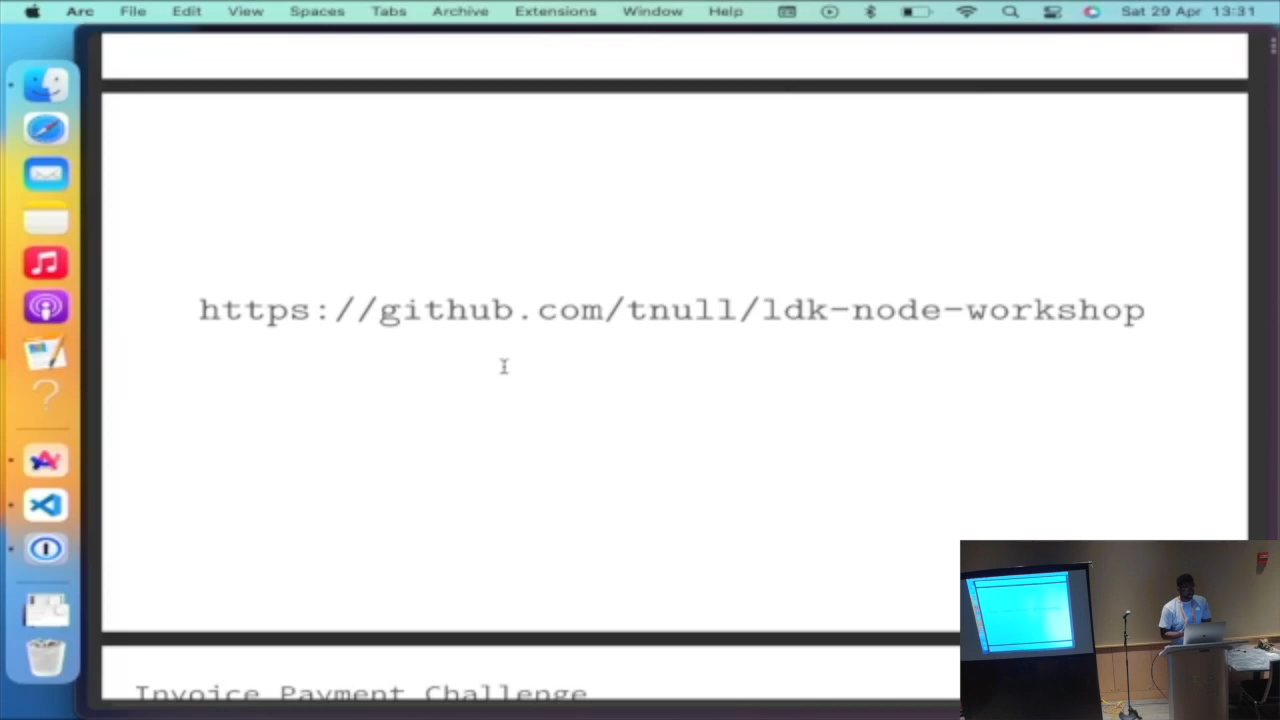 Arc File Edit View Spaces Tabs Archive Extensions Window Help Sat 29 Apr 13:31
https://github.com/tnull/ldk-node-workshop
Invoice Payment Challenge